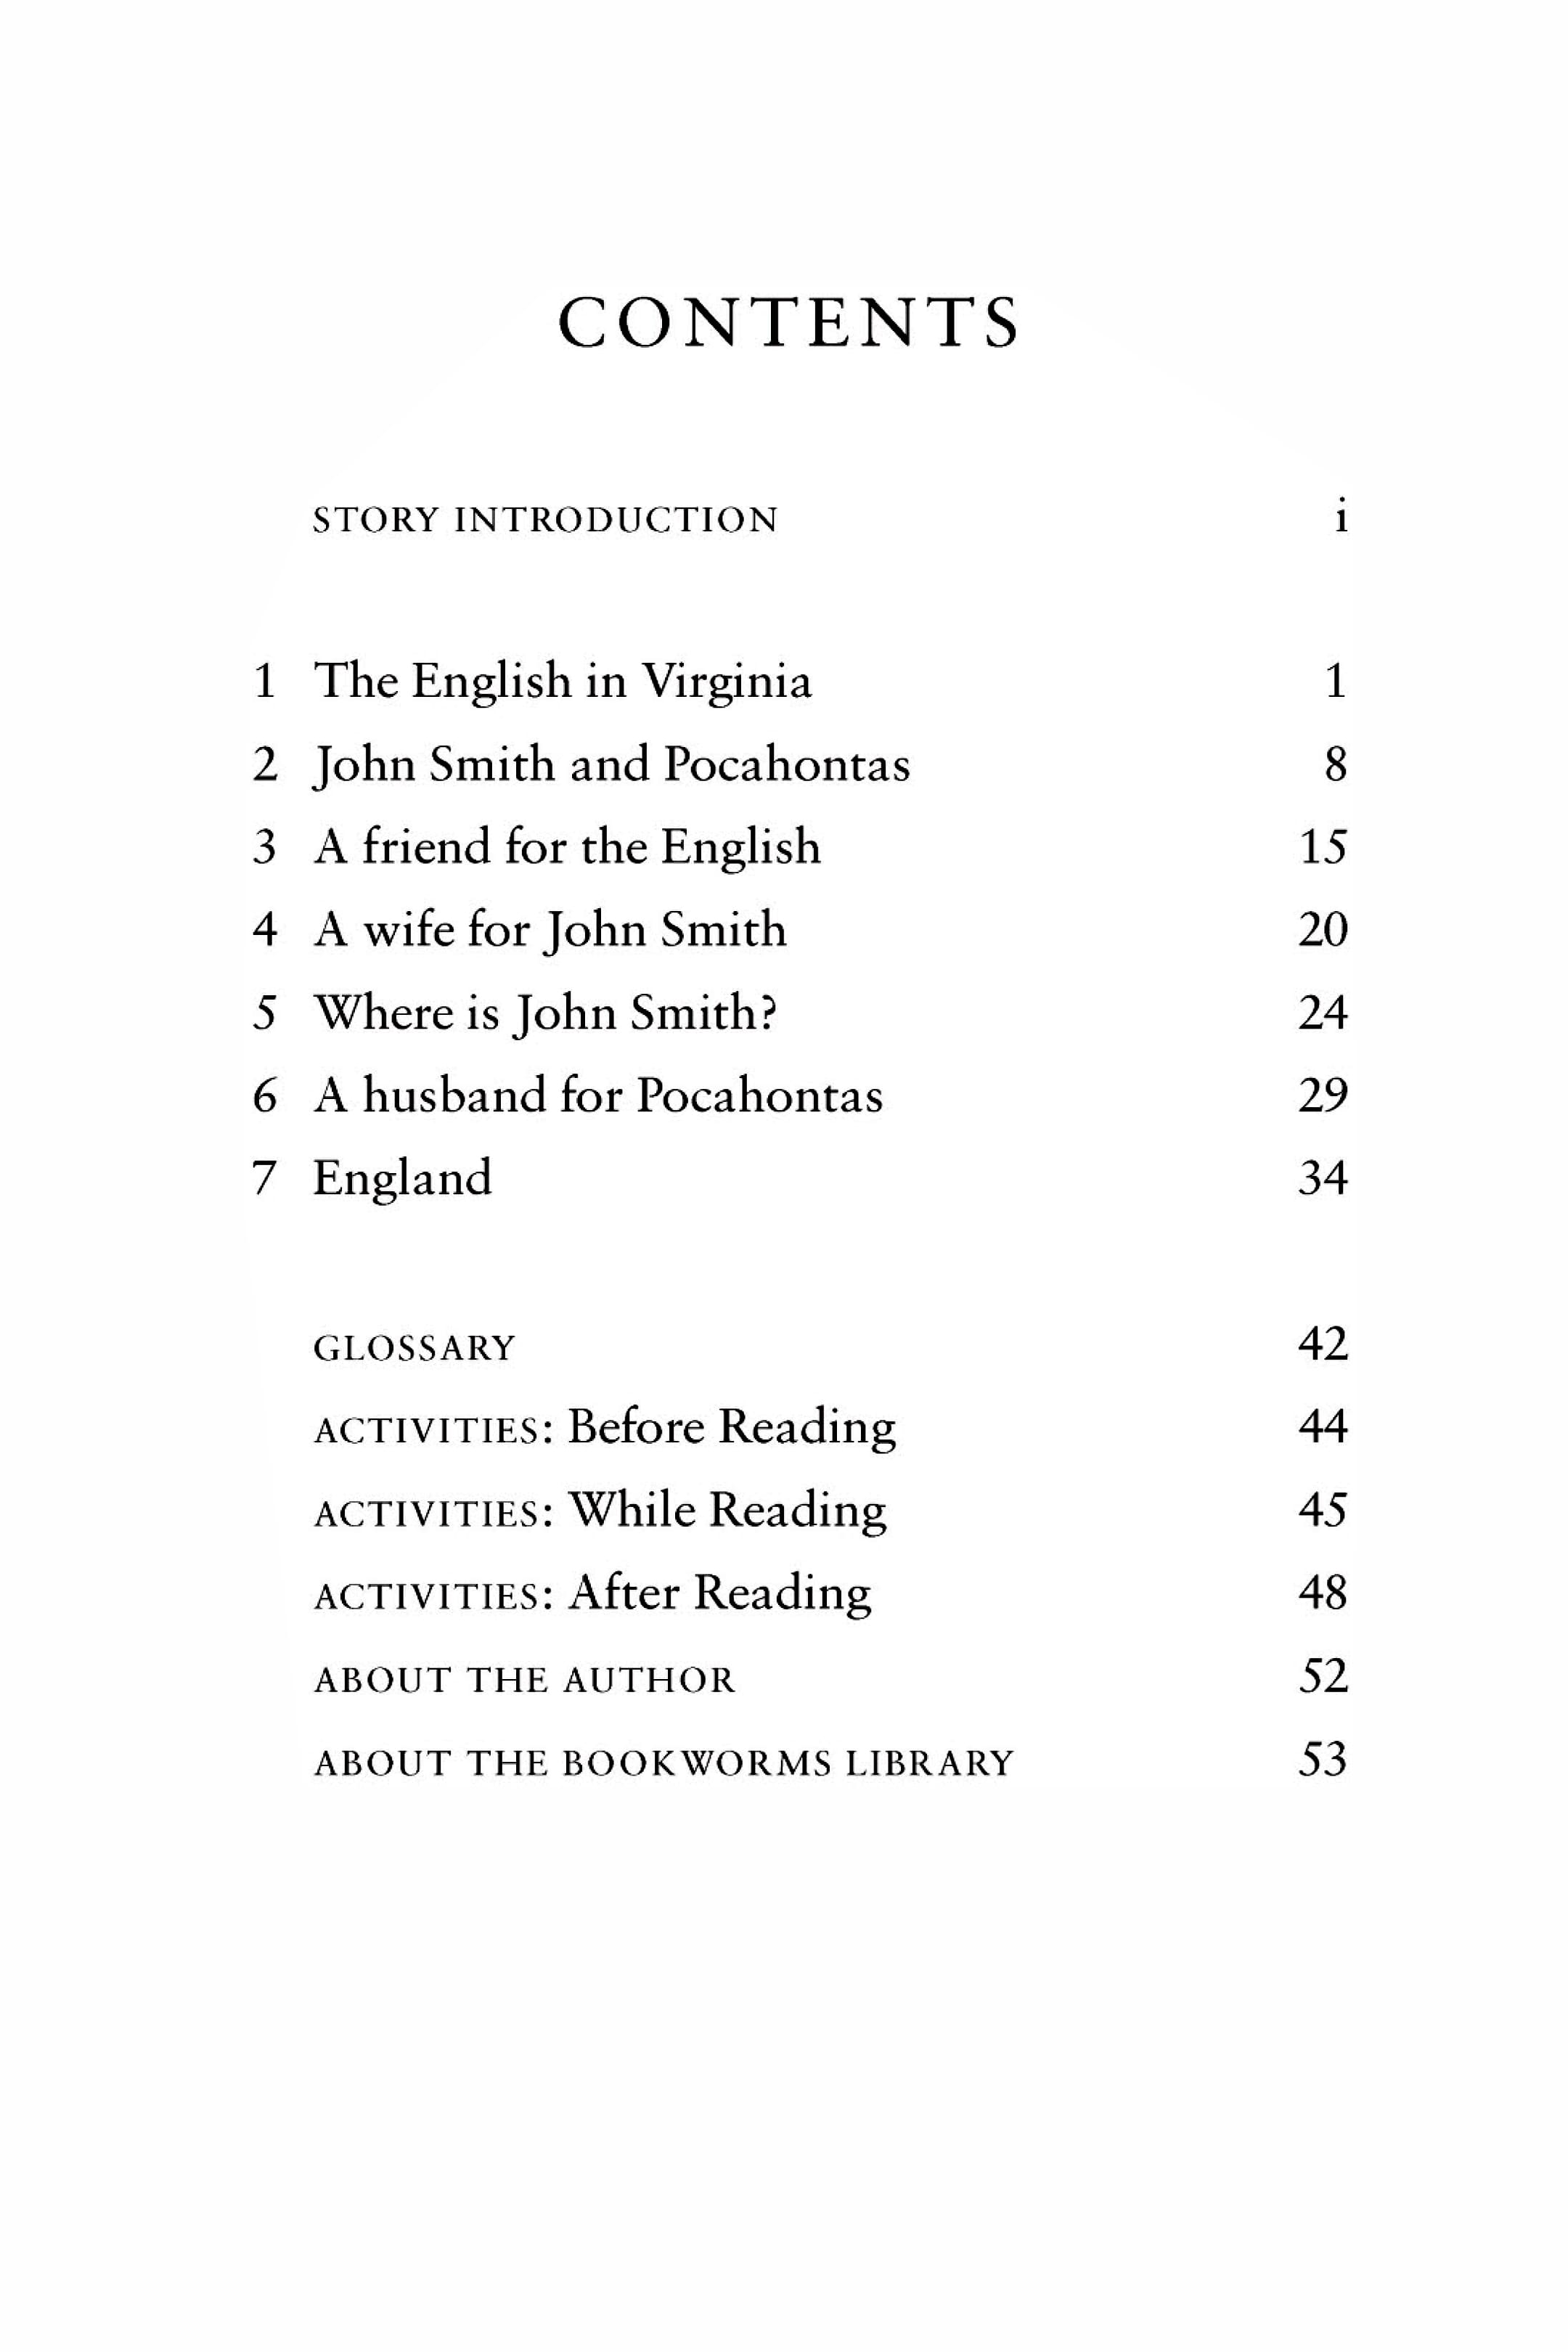 CONTENTS
STORY INTRODUCTION i
1 The English in Virginia 1
2 John Smith and Pocahontas 8
3 A friend for the English 15
4 A wife for John Smith 20
5 Where is John Smith? 24
6 A husband for Pocahontas 29
7 England 34
GLOSSARY 42
ACTIVITIES: Before Reading 44
ACTIVITIES: While Reading 45
ACTIVITIES: After Reading 48
ABOUT THE AUTHOR 52
ABOUT THE BOOKWORMS LIBRARY 53